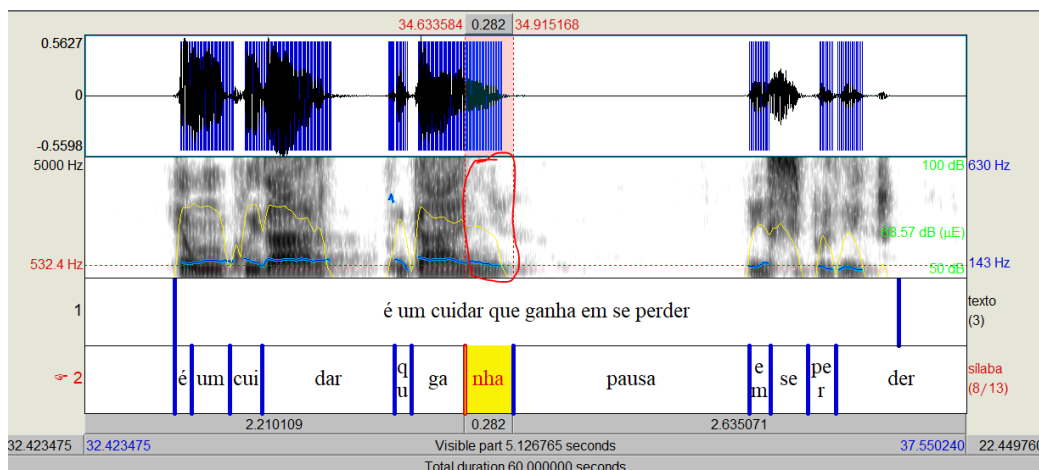 34.633584 0.282 34.915168
0.5627
0
-0.5598
5000 Hz 100 dB 630 Hz
68.57 dB (µE)
532.4 Hz 50 dB 143 Hz
1 é um cuidar que ganha em se perder texto
(3)
☞ 2 é um cui dar qu ga nha pausa em se per der sílaba
(8/13)
2.210109 0.282 2.635071
32.423475 32.423475 Visible part 5.126765 seconds 37.550240 22.449760
Total duration 60.000000 seconds